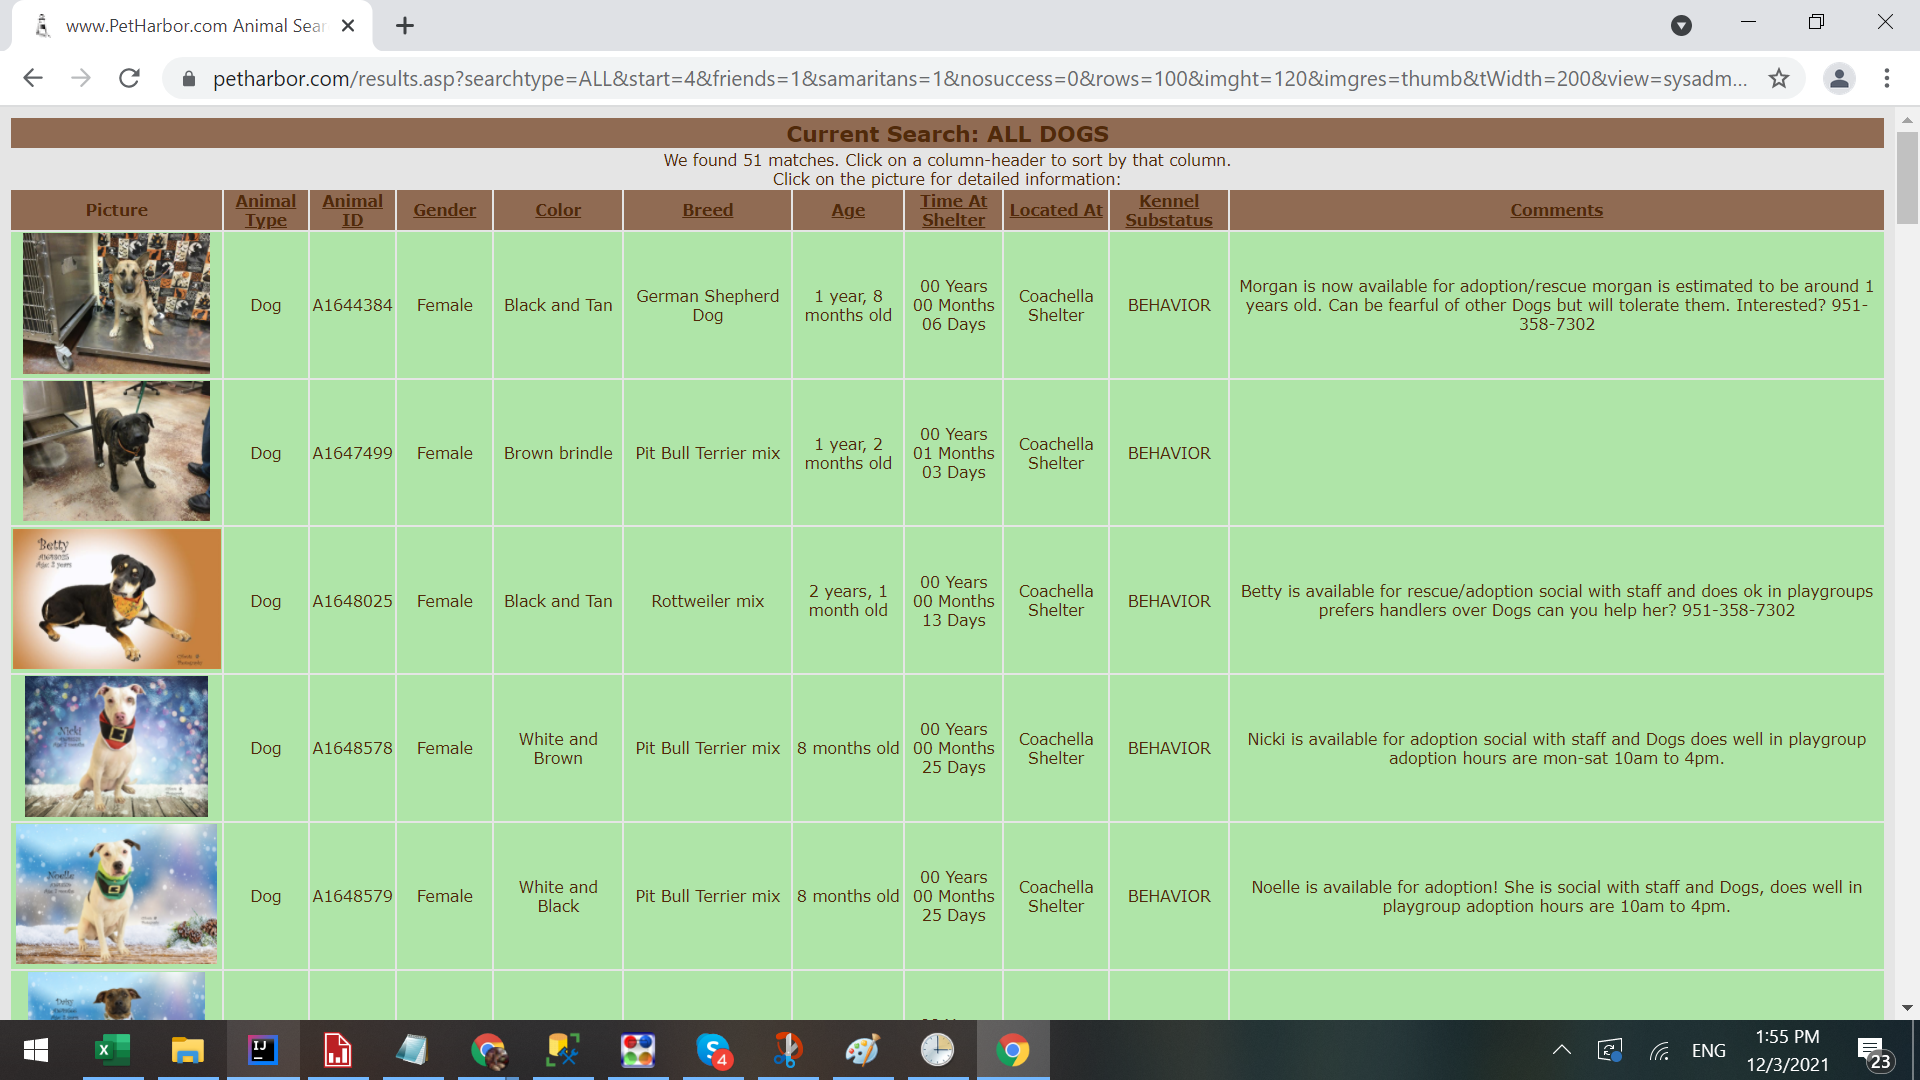 www.PetHarbor.com Animal Sear
petharbor.com/results.asp?searchtype=ALL&start=4&friends=1&samaritans=1&nosuccess=0&rows=100&imght=120&imgres=thumb&tWidth=200&view=sysadm...
Current Search: ALL DOGS
We found 51 matches. Click on a column-header to sort by that column.
Click on the picture for detailed information:
Picture
Animal
Type
Animal
ID
Gender
Color
Breed
Age
Time At
Shelter
Located At
Kennel
Substatus
Comments
Dog
A1644384
Female
Black and Tan
German Shepherd
Dog
1 year, 8
months old
00 Years
00 Months
06 Days
Coachella
Shelter
BEHAVIOR
Morgan is now available for adoption/rescue morgan is estimated to be around 1
years old. Can be fearful of other Dogs but will tolerate them. Interested? 951-
358-7302
Dog
A1647499
Female
Brown brindle
Pit Bull Terrier mix
1 year, 2
months old
00 Years
01 Months
03 Days
Coachella
Shelter
BEHAVIOR
Betty
A1648025
Age: 2 years
Dog
A1648025
Female
Black and Tan
Rottweiler mix
2 years, 1
month old
00 Years
00 Months
13 Days
Coachella
Shelter
BEHAVIOR
Betty is available for rescue/adoption social with staff and does ok in playgroups
prefers handlers over Dogs can you help her? 951-358-7302
Nicki
Dog
A1648578
Female
White and
Brown
Pit Bull Terrier mix
8 months old
00 Years
00 Months
25 Days
Coachella
Shelter
BEHAVIOR
Nicki is available for adoption social with staff and Dogs does well in playgroup
adoption hours are mon-sat 10am to 4pm.
Noelle
Dog
A1648579
Female
White and
Black
Pit Bull Terrier mix
8 months old
00 Years
00 Months
25 Days
Coachella
Shelter
BEHAVIOR
Noelle is available for adoption! She is social with staff and Dogs, does well in
playgroup adoption hours are 10am to 4pm.
Daisy
X
IJ
S
4
ENG
1:55 PM
12/3/2021
23